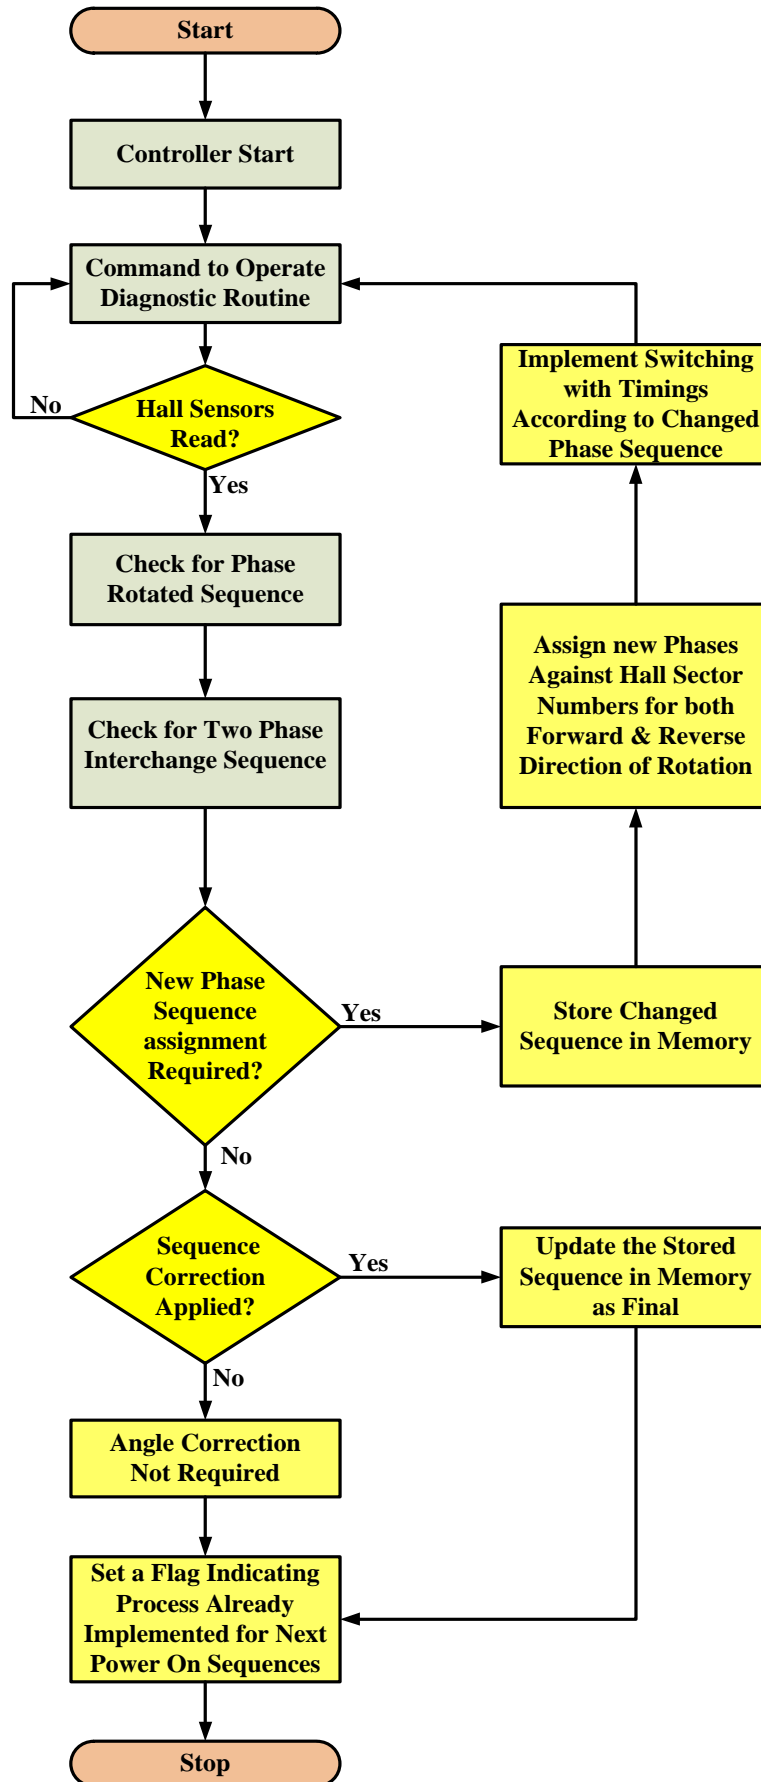 Start
Controller Start
Command to Operate
Diagnostic Routine
No
Hall Sensors
Read?
Yes
Check for Phase
Rotated Sequence
Check for Two Phase
Interchange Sequence
New Phase
Sequence
assignment
Required?
Yes
No
Store Changed
Sequence in Memory
Assign new Phases
Against Hall Sector
Numbers for both
Forward & Reverse
Direction of Rotation
Implement Switching
with Timings
According to Changed
Phase Sequence
Sequence
Correction
Applied?
Yes
No
Update the Stored
Sequence in Memory
as Final
Angle Correction
Not Required
Set a Flag Indicating
Process Already
Implemented for Next
Power On Sequences
Stop